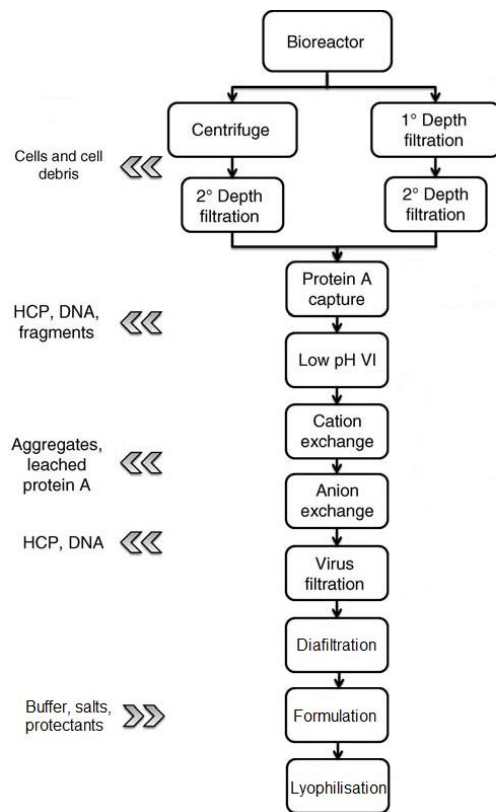 Bioreactor
Centrifuge
1° Depth
filtration
Cells and cell
debris
2° Depth
filtration
2° Depth
filtration
Protein A
capture
HCP, DNA,
fragments
Low pH VI
Cation
exchange
Aggregates,
leached
protein A
Anion
exchange
HCP, DNA
Virus
filtration
Diafiltration
Buffer, salts,
protectants
Formulation
Lyophilisation